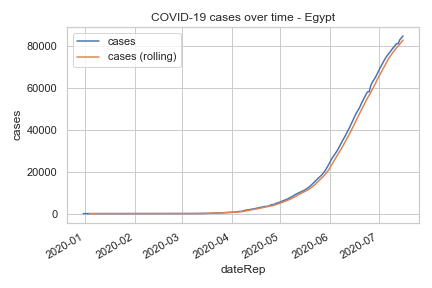 COVID-19 cases over time - Egypt
cases
cases (rolling)
80000
60000
40000
20000
0
cases
2020-01
2020-02
2020-03
2020-04
2020-05
2020-06
2020-07
dateRep